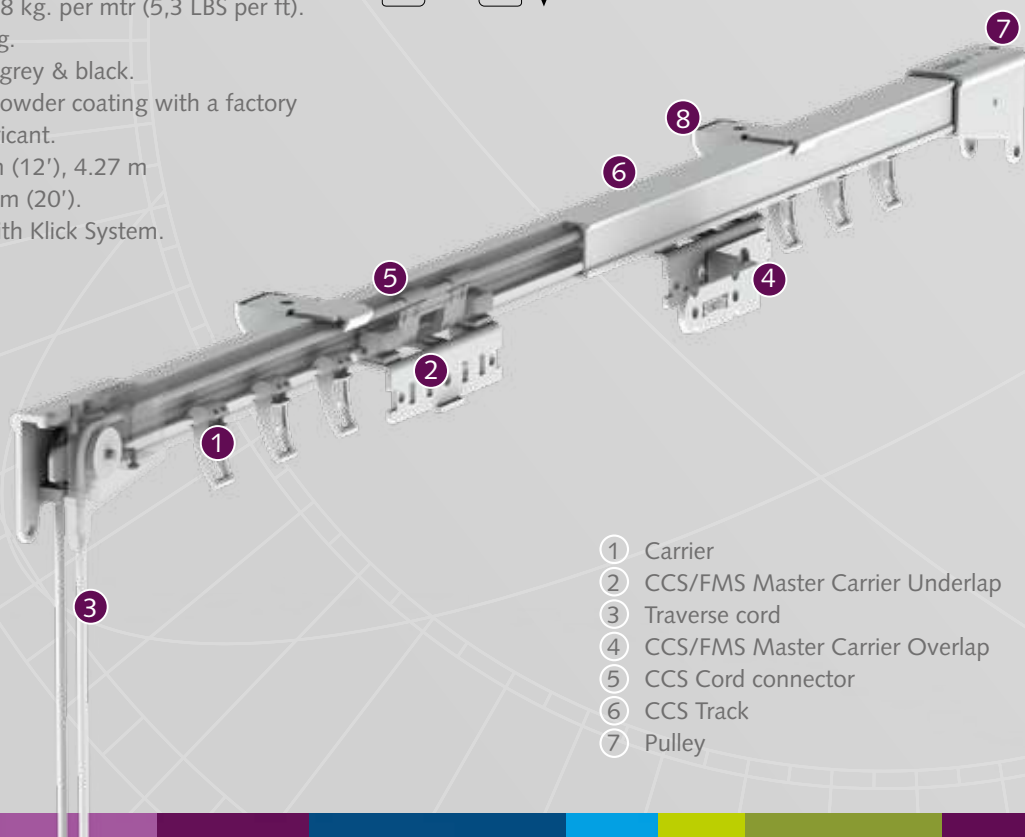 8 kg. per mtr (5,3 LBS per ft).
grey & black.
owder coating with a factory
icant.
(12’), 4.27 m
m (20’).
th Klick System.
7
8
6
5
4
2
1
3
1 Carrier
2 CCS/FMS Master Carrier Underlap
3 Traverse cord
4 CCS/FMS Master Carrier Overlap
5 CCS Cord connector
6 CCS Track
7 Pulley